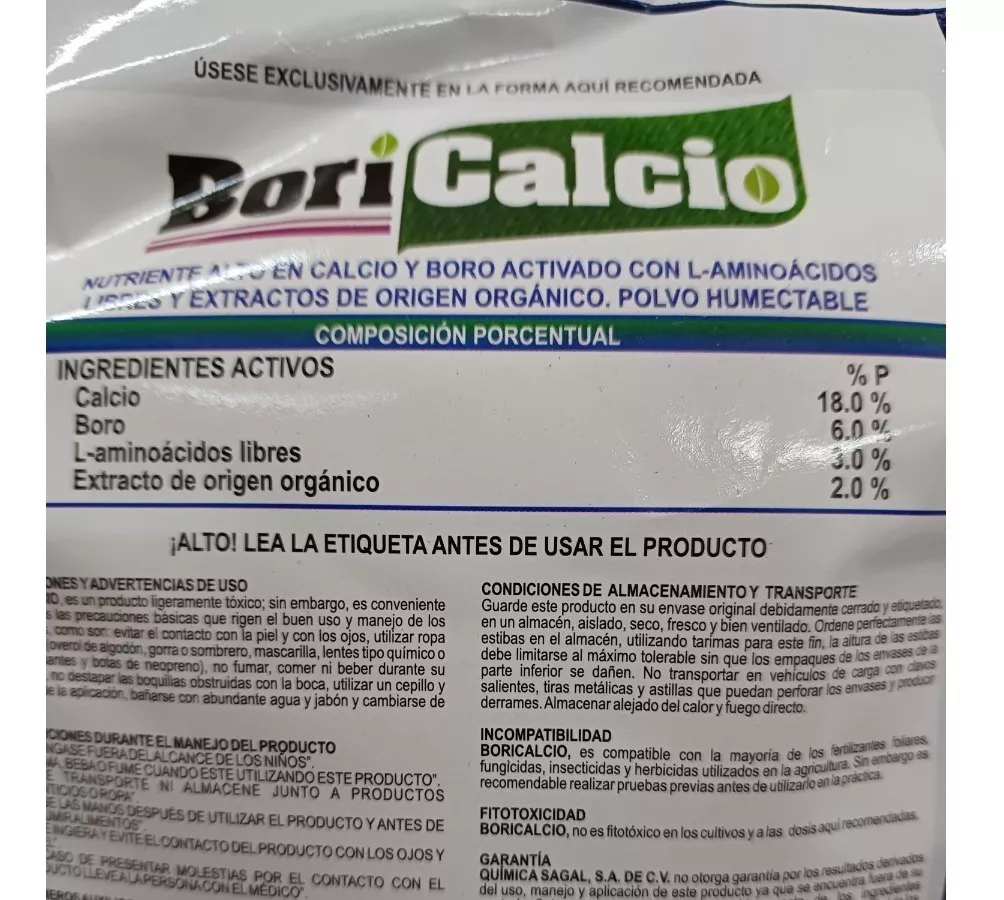 ÚSESE EXCLUSIVAMENTE EN LA FORMA AQUÍ RECOMENDADA
BoriCalcio
NUTRIENTE ALTO EN CALCIO Y BORO ACTIVADO CON L-AMINOÁCIDOS
LIBRES Y EXTRACTOS DE ORIGEN ORGÁNICO. POLVO HUMECTABLE
COMPOSICIÓN PORCENTUAL
INGREDIENTES ACTIVOS % P
Calcio 18.0 %
Boro 6.0 %
L-aminoácidos libres 3.0 %
Extracto de origen orgánico 2.0 %
¡ALTO! LEA LA ETIQUETA ANTES DE USAR EL PRODUCTO
ONES Y ADVERTENCIAS DE USO
IO, es un producto ligeramente tóxico; sin embargo, es conveniente
s las precauciones básicas que rigen el buen uso y manejo de los
, como son: evitar el contacto con la piel y con los ojos, utilizar ropa
(overol de algodón, gorra o sombrero, mascarilla, lentes tipo químico o
antes y botas de neopreno), no fumar, comer ni beber durante su
, no destapar las boquillas obstruidas con la boca, utilizar un cepillo y
e la aplicación, bañarse con abundante agua y jabón y cambiarse de
CIONES DURANTE EL MANEJO DEL PRODUCTO
NGASE FUERA DEL ALCANCE DE LOS NIÑOS".
MA, BEBA O FUME CUANDO ESTÉ UTILIZANDO ESTE PRODUCTO".
E TRANSPORTE NI ALMACENE JUNTO A PRODUCTOS
NTICIOS O ROPA"
SE LAS MANOS DESPUÉS DE UTILIZAR EL PRODUCTO Y ANTES DE
UMIR ALIMENTOS"
E INGIERA Y EVITE EL CONTACTO DEL PRODUCTO CON LOS OJOS Y
CASO DE PRESENTAR MOLESTIAS POR EL CONTACTO CON EL
DUCTO LLEVE A LA PERSONA CON EL MÉDICO"
CONDICIONES DE ALMACENAMIENTO Y TRANSPORTE
Guarde este producto en su envase original debidamente cerrado y etiquetado,
en un almacén, aislado, seco, fresco y bien ventilado. Ordene perfectamente las
estibas en el almacén, utilizando tarimas para este fin, la altura de las estibas
debe limitarse al máximo tolerable sin que los empaques de los envases de la
parte inferior se dañen. No transportar en vehículos de carga con clavos
salientes, tiras metálicas y astillas que puedan perforar los envases y producir
derrames. Almacenar alejado del calor y fuego directo.
INCOMPATIBILIDAD
BORICALCIO, es compatible con la mayoría de los fertilizantes foliares,
fungicidas, insecticidas y herbicidas utilizados en la agricultura. Sin embargo es
recomendable realizar pruebas previas antes de utilizarlo en la práctica.
FITOTOXICIDAD
BORICALCIO, no es fitotóxico en los cultivos y a las dosis aquí recomendadas.
GARANTÍA
QUÍMICA SAGAL, S.A. DE C.V. no otorga garantía por los resultados derivados
del uso, manejo y aplicación de este producto ya que se encuentra fuera de su
los ingredientes